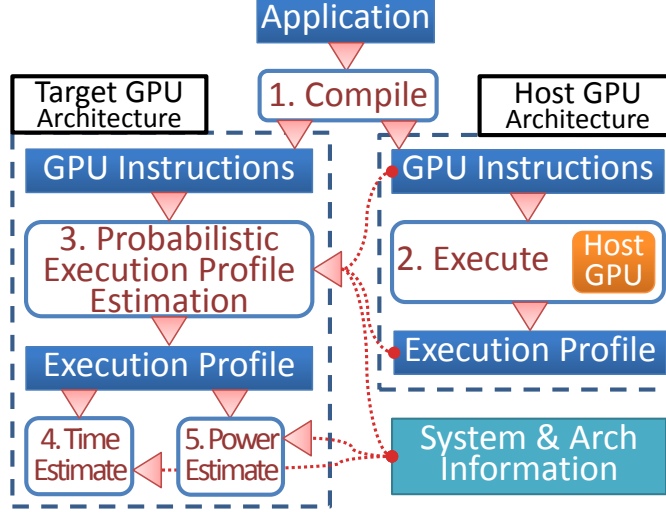 Application
1. Compile
Target GPU
Architecture
Host GPU
Architecture
GPU Instructions
GPU Instructions
3. Probabilistic
Execution Profile
Estimation
2. Execute
Host
GPU
Execution Profile
Execution Profile
4. Time
Estimate
5. Power
Estimate
System & Arch
Information